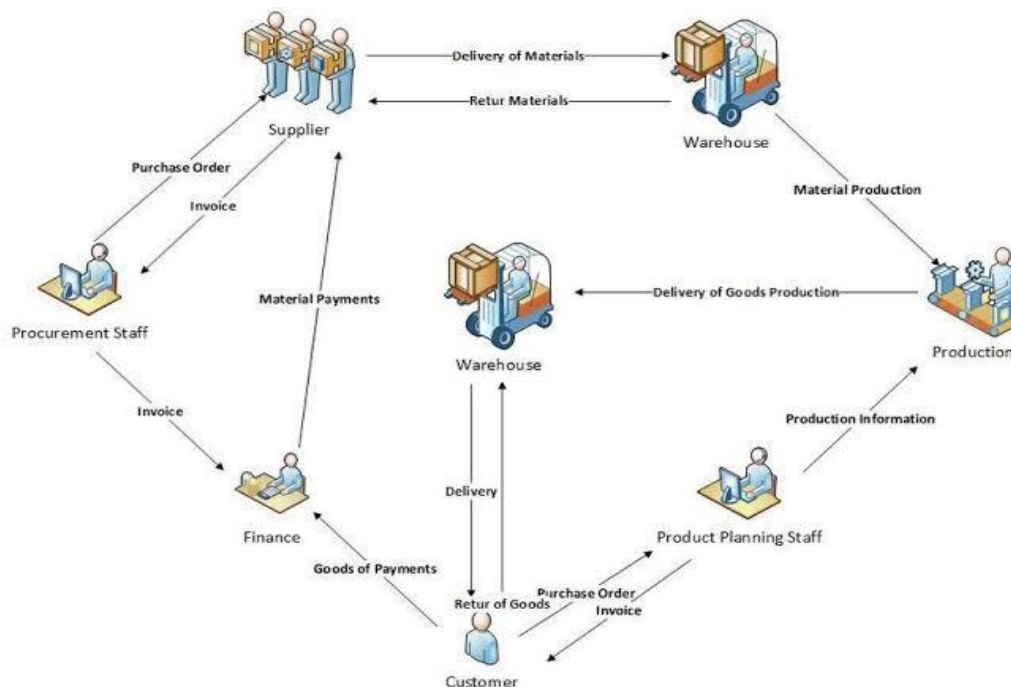 Delivery of Materials
Retur Materials
Supplier
Warehouse
Purchase Order
Invoice
Material Production
Material Payments
Delivery of Goods Production
Procurement Staff
Warehouse
Production
Invoice
Production Information
Delivery
Finance
Product Planning Staff
Goods of Payments
Purchase Order
Retur of Goods
Invoice
Customer